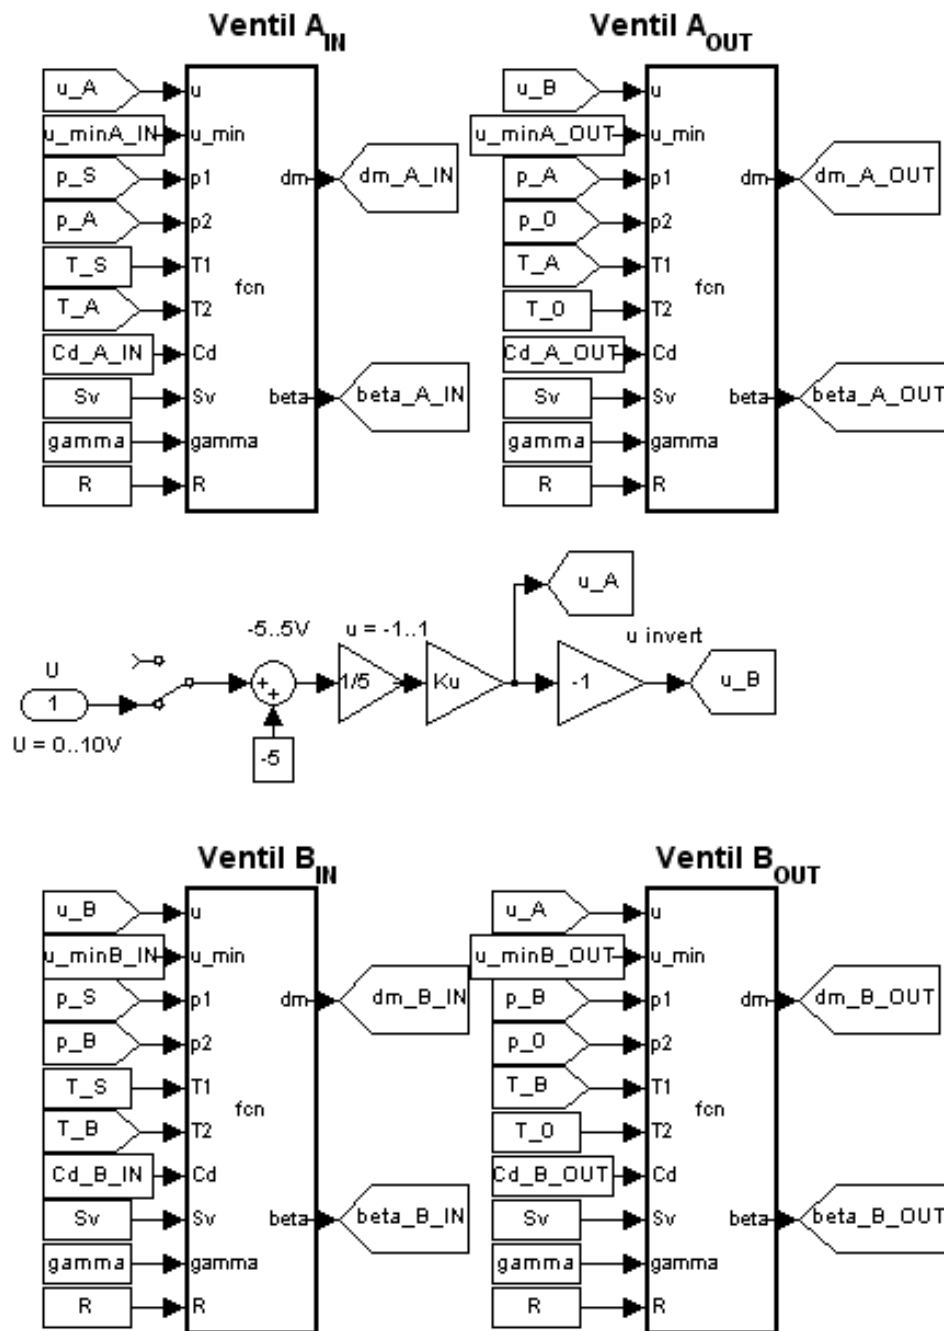 Ventil A_IN
u_A
u_minA_IN
p_S
p_A
T_S
T_A
Cd_A_IN
Sv
gamma
R
u
u_min
p1
p2
T1
T2
Cd
Sv
gamma
R
fcn
dm
beta
dm_A_IN
beta_A_IN
Ventil A_OUT
u_B
u_minA_OUT
p_A
p_0
T_A
T_0
Cd_A_OUT
Sv
gamma
R
u
u_min
p1
p2
T1
T2
Cd
Sv
gamma
R
fcn
dm
beta
dm_A_OUT
beta_A_OUT
U
1
U = 0..10V
-5..5V
+
+
-5
u = -1..1
1/5
Ku
u_A
u invert
-1
u_B
Ventil B_IN
u_B
u_minB_IN
p_S
p_B
T_S
T_B
Cd_B_IN
Sv
gamma
R
u
u_min
p1
p2
T1
T2
Cd
Sv
gamma
R
fcn
dm
beta
dm_B_IN
beta_B_IN
Ventil B_OUT
u_A
u_minB_OUT
p_B
p_0
T_B
T_0
Cd_B_OUT
Sv
gamma
R
u
u_min
p1
p2
T1
T2
Cd
Sv
gamma
R
fcn
dm
beta
dm_B_OUT
beta_B_OUT